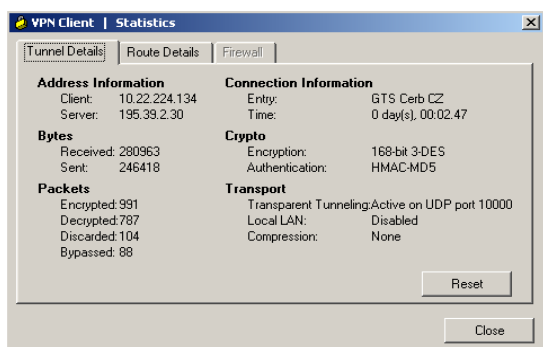 VPN Client | Statistics
Tunnel Details
Route Details
Firewall
Address Information
Client: 10.22.224.134
Server: 195.39.2.30
Connection Information
Entry: GTS Cerb CZ
Time: 0 day(s), 00:02.47
Bytes
Received: 280963
Sent: 246418
Crypto
Encryption: 168-bit 3-DES
Authentication: HMAC-MD5
Packets
Encrypted: 991
Decrypted: 787
Discarded: 104
Bypassed: 88
Transport
Transparent Tunneling: Active on UDP port 10000
Local LAN: Disabled
Compression: None
Reset
Close